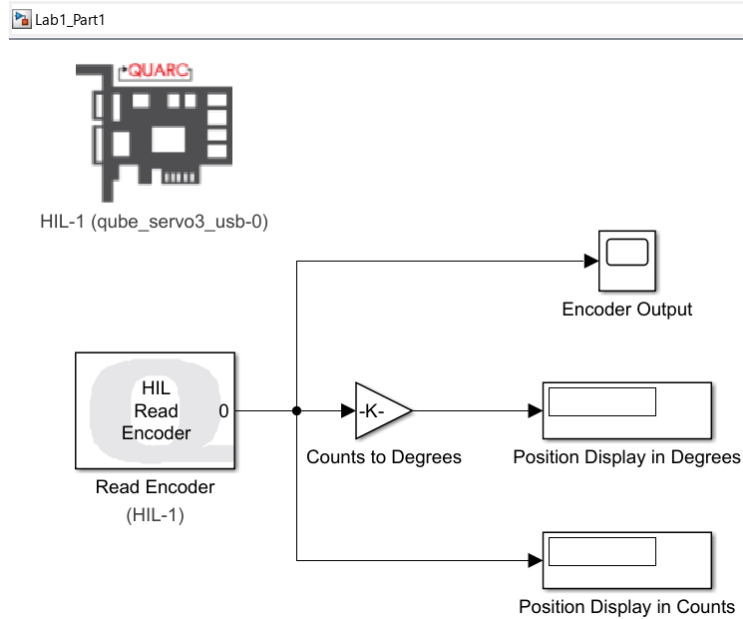 Lab1_Part1
QUARC
HIL-1 (qube_servo3_usb-0)
Encoder Output
HIL
Read
Encoder
0
-K-
Read Encoder
(HIL-1)
Counts to Degrees
Position Display in Degrees
Position Display in Counts